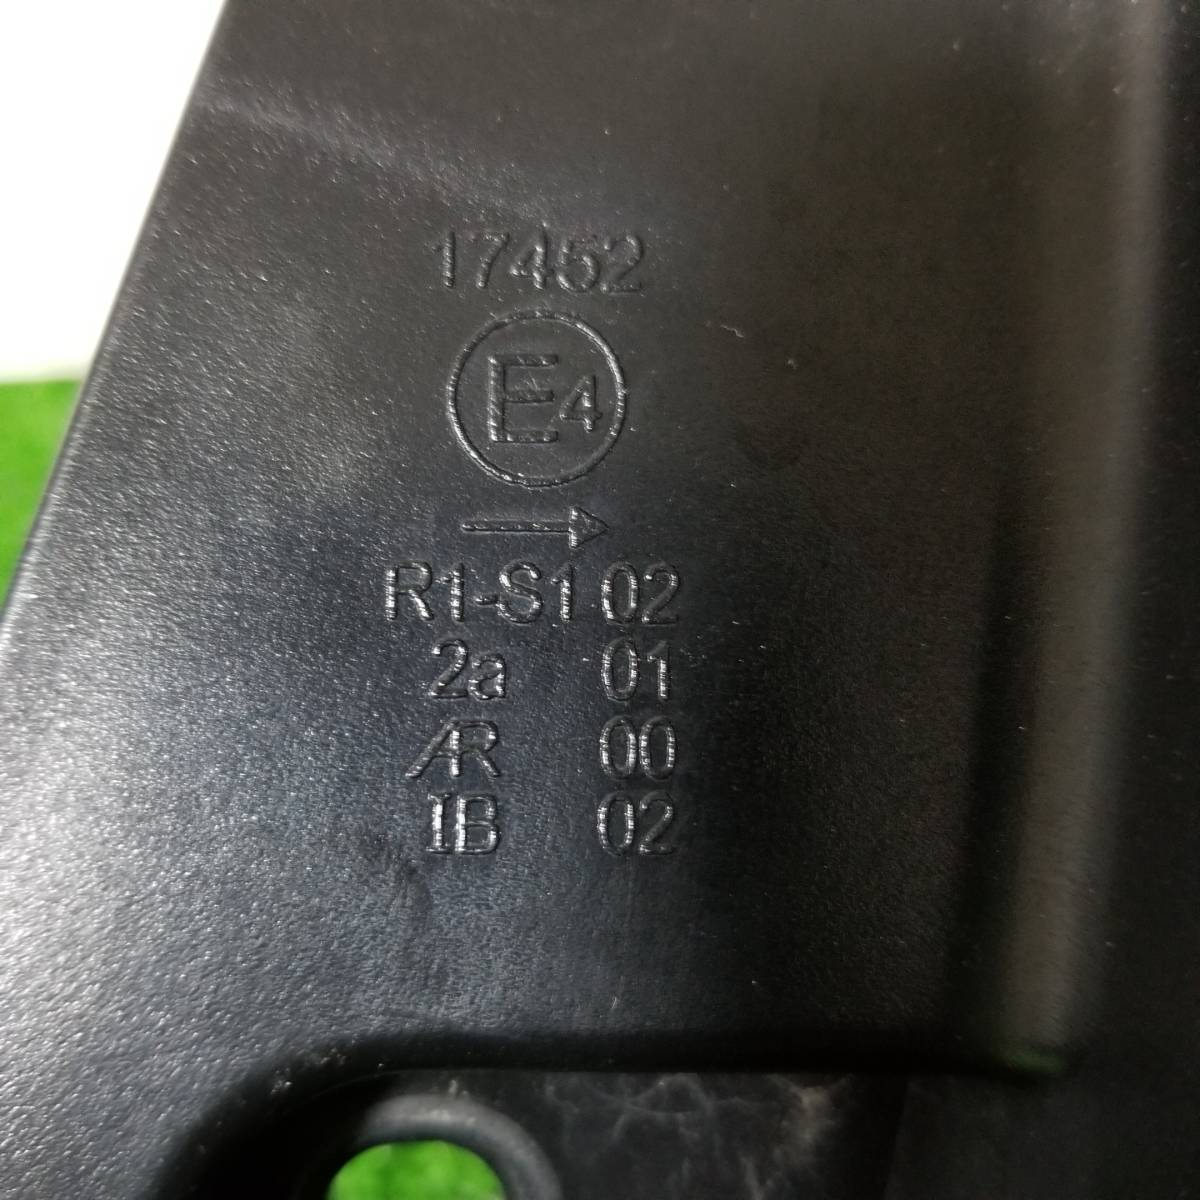 17452
E4
→
R1-S1 02
2a 01
AR 00
IB 02